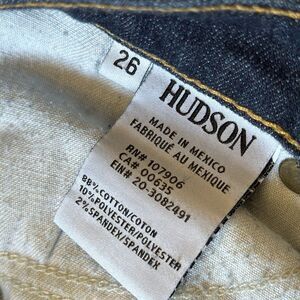 26
HUDSON
MADE IN MEXICO
FABRIQUÉ AU MEXIQUE
RN# 107906
CA# 00635
EIN# 20-3082491
88% COTTON/COTON
10% POLYESTER/POLYESTER
2% SPANDEX/SPANDEX